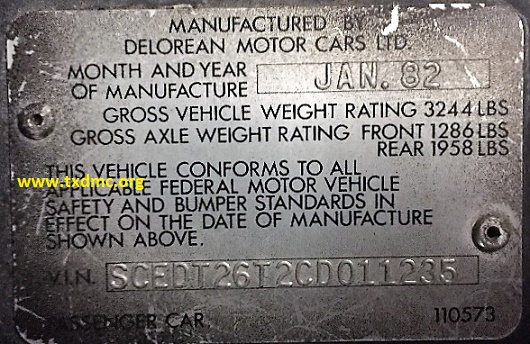 MANUFACTURED BY
DELOREAN MOTOR CARS LTD.
MONTH AND YEAR
OF MANUFACTURE JAN. 82
GROSS VEHICLE WEIGHT RATING 3244 LBS
GROSS AXLE WEIGHT RATING FRONT 1286 LBS
REAR 1958 LBS
THIS VEHICLE CONFORMS TO ALL
www.txdmc.org FEDERAL MOTOR VEHICLE
SAFETY AND BUMPER STANDARDS IN
EFFECT ON THE DATE OF MANUFACTURE
SHOWN ABOVE.
V.I.N. SCEDT26T2CD011235
PASSENGER CAR. 110573